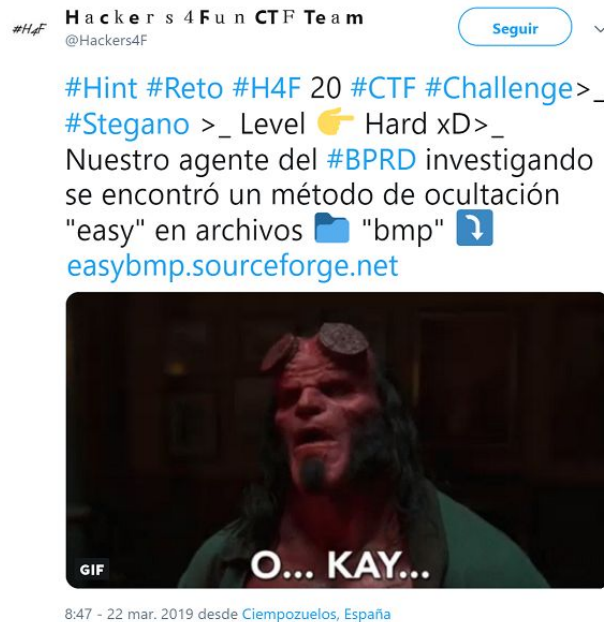 #H4F
H a c k e r s 4 F u n CTF Team
@Hackers4F
Seguir
#Hint #Reto #H4F 20 #CTF #Challenge>_
#Stegano >_ Level 👉 Hard xD>_
Nuestro agente del #BPRD investigando
se encontró un método de ocultación
"easy" en archivos 📁 "bmp" ⤵
easybmp.sourceforge.net
GIF
O... KAY...
8:47 - 22 mar. 2019 desde Ciempozuelos, España